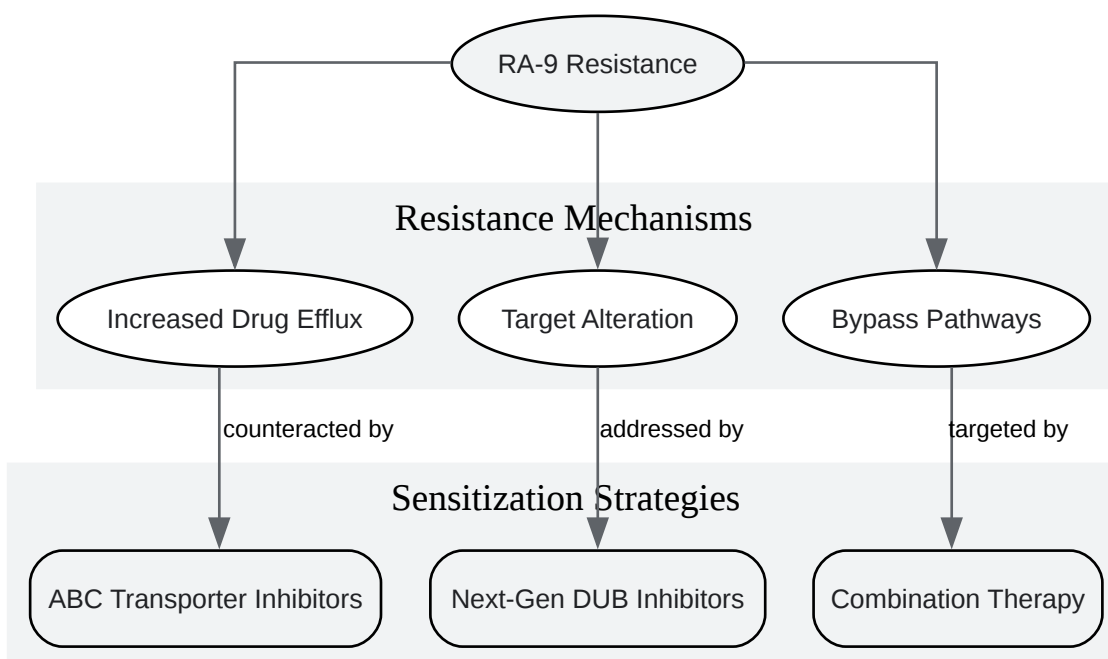 RA-9 Resistance
Resistance Mechanisms
Increased Drug Efflux
Target Alteration
Bypass Pathways
counteracted by
addressed by
targeted by
Sensitization Strategies
ABC Transporter Inhibitors
Next-Gen DUB Inhibitors
Combination Therapy